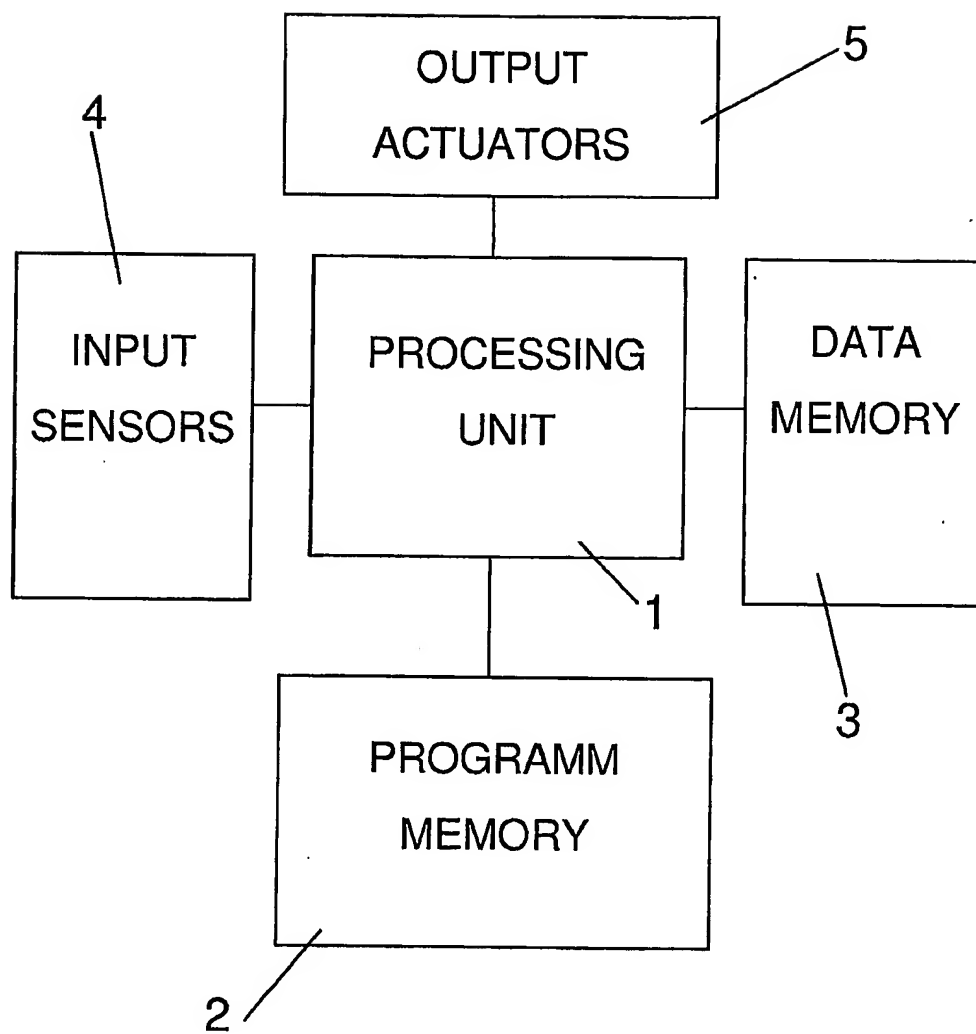 OUTPUT
ACTUATORS
5
4
INPUT
SENSORS
PROCESSING
UNIT
DATA
MEMORY
1
3
PROGRAMM
MEMORY
2